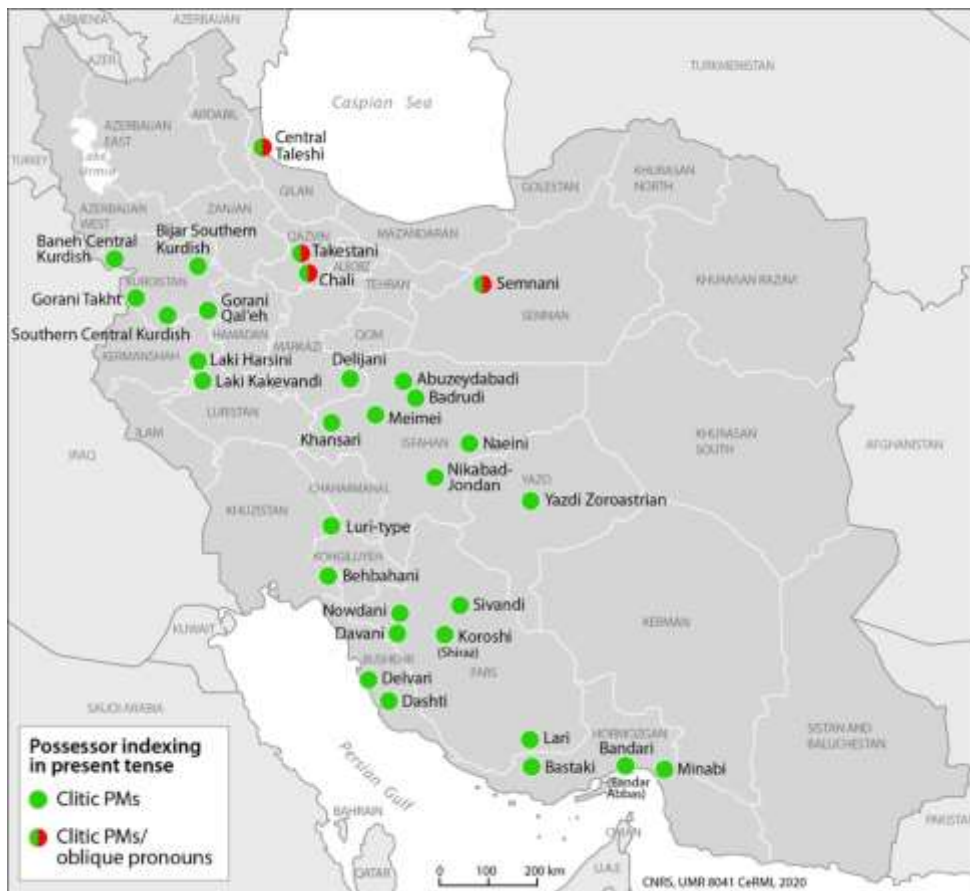 ARMENIA
AZERBAIJAN
AZER.
TURKMENISTAN
Caspian Sea
ARDABIL
AZERBAIJAN
EAST
Central
Taleshi
TURKEY
Lake
Urmia
GILAN
GOLESTAN
KHURASAN
NORTH
AZERBAIJAN
WEST
ZANJAN
Baneh Central
Kurdish
Bijar Southern
Kurdish
QAZVIN
MAZANDARAN
Takestani
ALBORZ
Chali
TEHRAN
Semnani
KHURASAN RAZAVI
KURDISTAN
Gorani Takht
Gorani
Qal'eh
SEMNAN
Southern Central Kurdish
HAMADAN
QOM
MARKAZI
KERMANSHAH
Laki Harsini
Delijani
Abuzeydabadi
Laki Kakevandi
Badrudi
LURISTAN
Meimei
Khansari
ISFAHAN
Naeini
KHURASAN
SOUTH
ILAM
AFGHANISTAN
IRAQ
Nikabad-
Jondan
YAZD
CHAHARMAHAL
Yazdi Zoroastrian
KHUZISTAN
Luri-type
KOHGILUYEH
Behbahani
Nowdani
Sivandi
KERMAN
KUWAIT
Davani
Koroshi
(Shiraz)
BUSHEHR
FARS
Delvari
Dashti
SAUDI ARABIA
SISTAN AND
BALUCHESTAN
Lari
HORMOZGAN
Bandari
Bastaki
(Bandar
Abbas)
Minabi
Persian Gulf
Possessor indexing
in present tense
Clitic PMs
Clitic PMs/
oblique pronouns
BAHRAIN
QATAR
OMAN
U.A.E
PAKISTAN
0 100 200 km
CNRS, UMR 8041 CeRMI, 2020